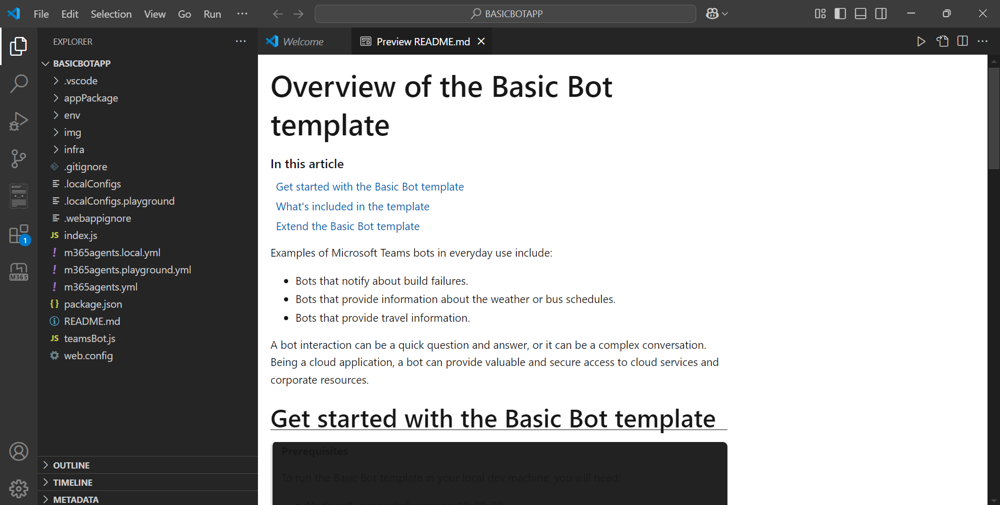 File Edit Selection View Go Run ··· BASICBOTAPP
EXPLORER ···
Welcome
Preview README.md
BASICBOTAPP
.vscode
appPackage
env
img
infra
.gitignore
.localConfigs
.localConfigs.playground
.webappignore
JS index.js
! m365agents.local.yml
! m365agents.playground.yml
! m365agents.yml
{} package.json
README.md
JS teamsBot.js
web.config
OUTLINE
TIMELINE
METADATA
1
M365
Overview of the Basic Bot
template
In this article
Get started with the Basic Bot template
What's included in the template
Extend the Basic Bot template
Examples of Microsoft Teams bots in everyday use include:
• Bots that notify about build failures.
• Bots that provide information about the weather or bus schedules.
• Bots that provide travel information.
A bot interaction can be a quick question and answer, or it can be a complex conversation.
Being a cloud application, a bot can provide valuable and secure access to cloud services and
corporate resources.
Get started with the Basic Bot template
Prerequisites
To run the Basic Bot template in your local dev machine, you will need: